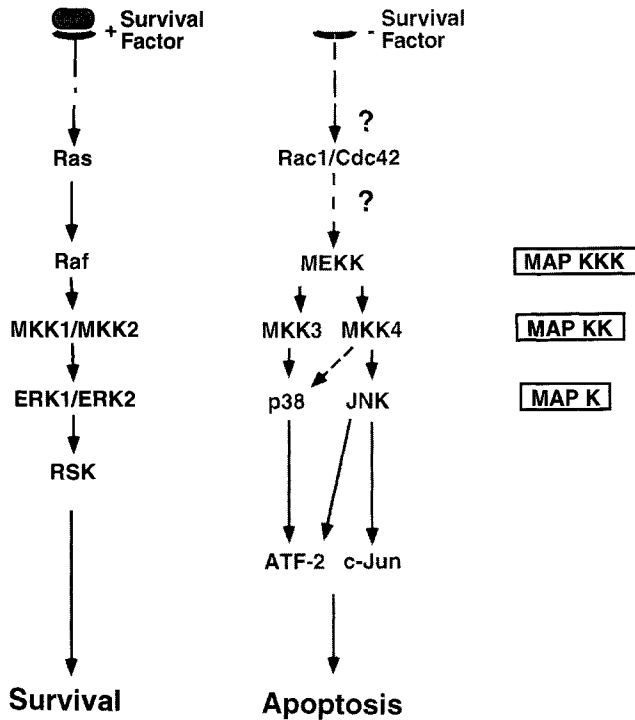 + Survival Factor
- Survival Factor
?
Ras
Rac1/Cdc42
?
Raf
MEKK
MAP KKK
MKK1/MKK2
MKK3
MKK4
MAP KK
ERK1/ERK2
p38
JNK
MAP K
RSK
ATF-2
c-Jun
Survival
Apoptosis